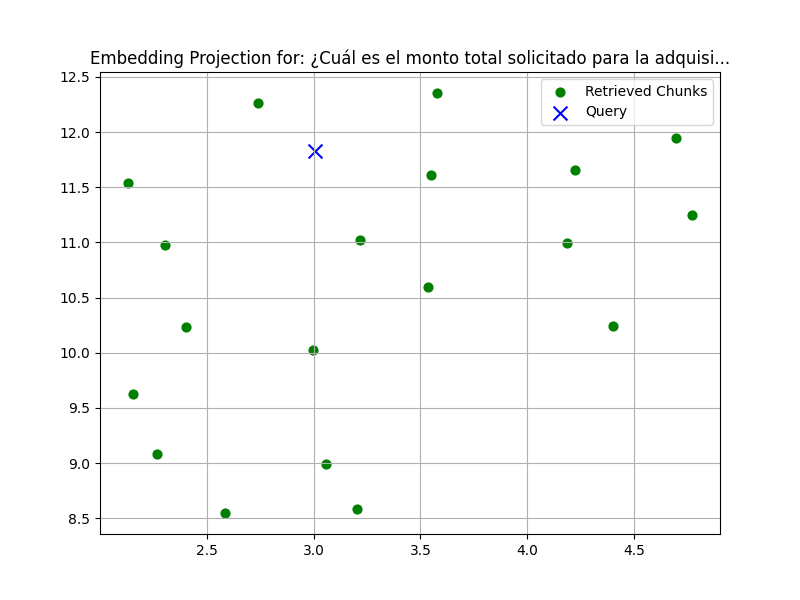 Embedding Projection for: ¿Cuál es el monto total solicitado para la adquisi...
Retrieved Chunks
Query
12.5
12.0
11.5
11.0
10.5
10.0
9.5
9.0
8.5
2.5 3.0 3.5 4.0 4.5